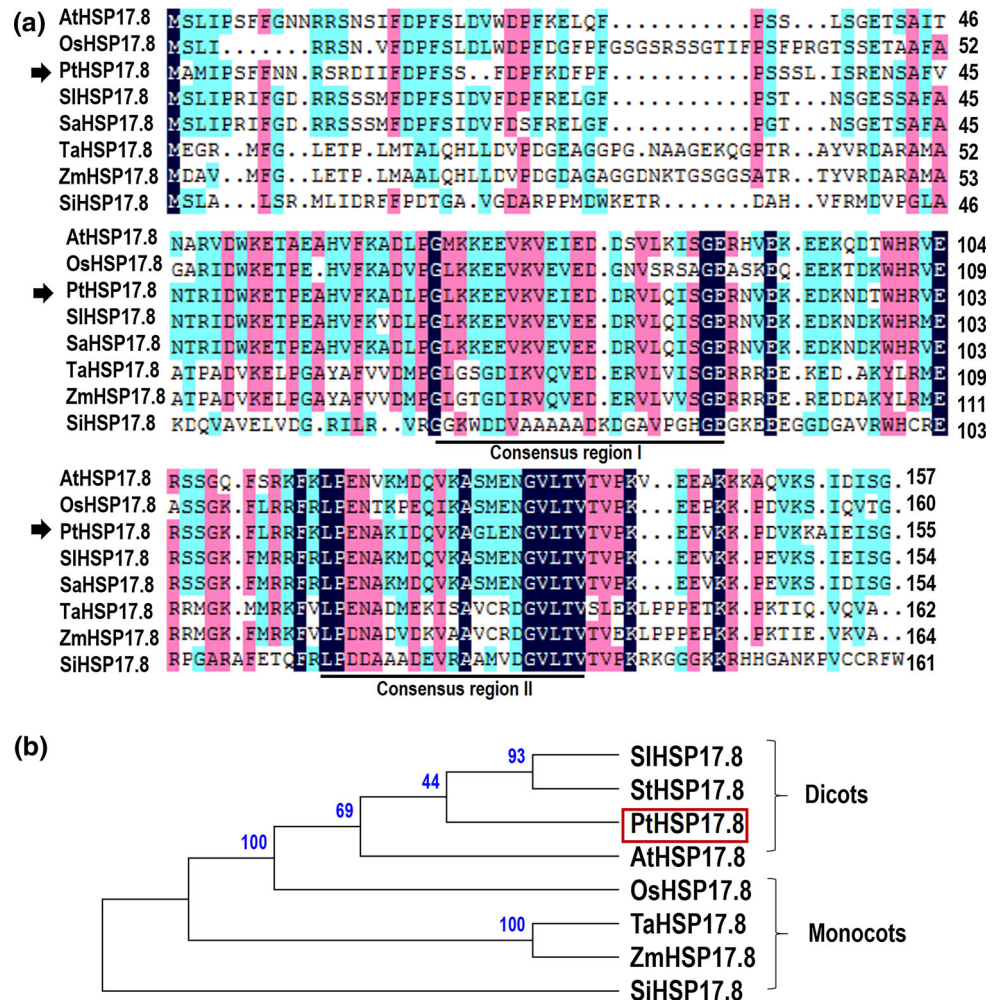 (a)
AtHSP17.8 MSLIPSFFGNNRRSNSIFDPFSLDVWDPFKELQF...........PSS...LSGETSAIT 46
OsHSP17.8 MSLI.......RRSN.VFDPFSLDLWDPFDGFPFGSGSRSSGTIFPSFPRGTSSETAAFA 52
PtHSP17.8 MAMIPSFFNN.RSRDIIFDPFSS..FDPFKDFPF...........PSSSL.ISRENSAFV 45
SlHSP17.8 MSLIPRIFGD.RRSSSMFDPFSIDVFDPFRELGF...........PST...NSGESSAFA 45
SaHSP17.8 MSLIPRIFGD.RRSSSMFDPFSIDVFDSFRELGF...........PGT...NSGETSAFA 45
TaHSP17.8 MEGR..MFG..LETP.LMTALQHLLDVPDGEAGGPG.NAAGEKQGPTR..AYVRDARAMA 52
ZmHSP17.8 MDAV..MFG..LETP.LMAALQHLLDVPDGDAGAGGDNKTGSGGSATR..TYVRDARAMA 53
SiHSP17.8 MSLA..LSR.MLIDRFFPDTGA.VGDARPPMDWKETR........DAH..VFRMDVPGLA 46
AtHSP17.8 NARVDWKETAEAHVFKADLPGMKKEEVKVEIED.DSVLKISGERHVEK.EEKQDTWHRVE 104
OsHSP17.8 GARIDWKETPE.HVFKADVPGLKKEEVKVEVED.GNVSRSAGEASKEQ.EEKTDKWHRVE 109
PtHSP17.8 NTRIDWKETPEAHVFKADLPGLKKEEVKVEIED.DRVLQISGERNVEK.EDKNDTWHRVE 103
SlHSP17.8 NTRIDWKETPEAHVFKVDLPGLKKEEVKVEVEE.DRVLQISGERNVEK.EDKNDKWHRME 103
SaHSP17.8 NTRIDWKETPEAHVFKADLPGLKKEEVKVEVEE.DRVLQISGERNVEK.EDKNDKWHRME 103
TaHSP17.8 ATPADVKELPGAYAFVVDMPGLGSGDIKVQVED.ERVLVISGERRREE.KED.AKYLRME 109
ZmHSP17.8 ATPADVKELPGAYAFVVDMPGLGTGDIRVQVED.ERVLVVSGERRREE.REDDAKYLRME 111
SiHSP17.8 KDQVAVELVDG.RILR..VRGGKWDDVAAAAADKDGAVPGHGEGKEEEEGGDGAVRWHCRE 103
Consensus region I
AtHSP17.8 RSSGQ.FSRKFKLPENVKMDQVKASMENGVLTVTVPKV..EEAKKKAQVKS.IDISG. 157
OsHSP17.8 ASSGK.FLRRFRLPENTKPEQIKASMENGVLTVTVPK...EEPKK.PDVKS.IQVTG. 160
PtHSP17.8 RSSGK.FLRRFKLPENAKIDQVKAGLENGVLTVTVPK...EEVKK.PDVKKAIEISG. 155
SlHSP17.8 RSSGK.FMRRFRLPENAKMDQVKASMENGVLTVTVPK...EEVKK.PEVKS.IEISG. 154
SaHSP17.8 RSSGK.FMRRFRLPENAKMDQVKASMENGVLTVTVPK...EEVKK.PEVKS.IDISG. 154
TaHSP17.8 RRMGK.MMRKFVLPENADMEKISAVCRDGVLTVSLEKLPPPETKK.PKTIQ.VQVA.. 162
ZmHSP17.8 RRMGK.FMRKFVLPDNADVDKVAAVCRDGVLTVTVEKLPPPEPKK.PKTIE.VKVA.. 164
SiHSP17.8 RPGARAFETQFRLPDDAAADEVRAAMVDGVLTVTVPKRKGGGKKRHHGANKPVCCRFW 161
Consensus region II
(b)
93
SlHSP17.8
44
StHSP17.8
Dicots
69
PtHSP17.8
100
AtHSP17.8
OsHSP17.8
100
TaHSP17.8
Monocots
ZmHSP17.8
SiHSP17.8